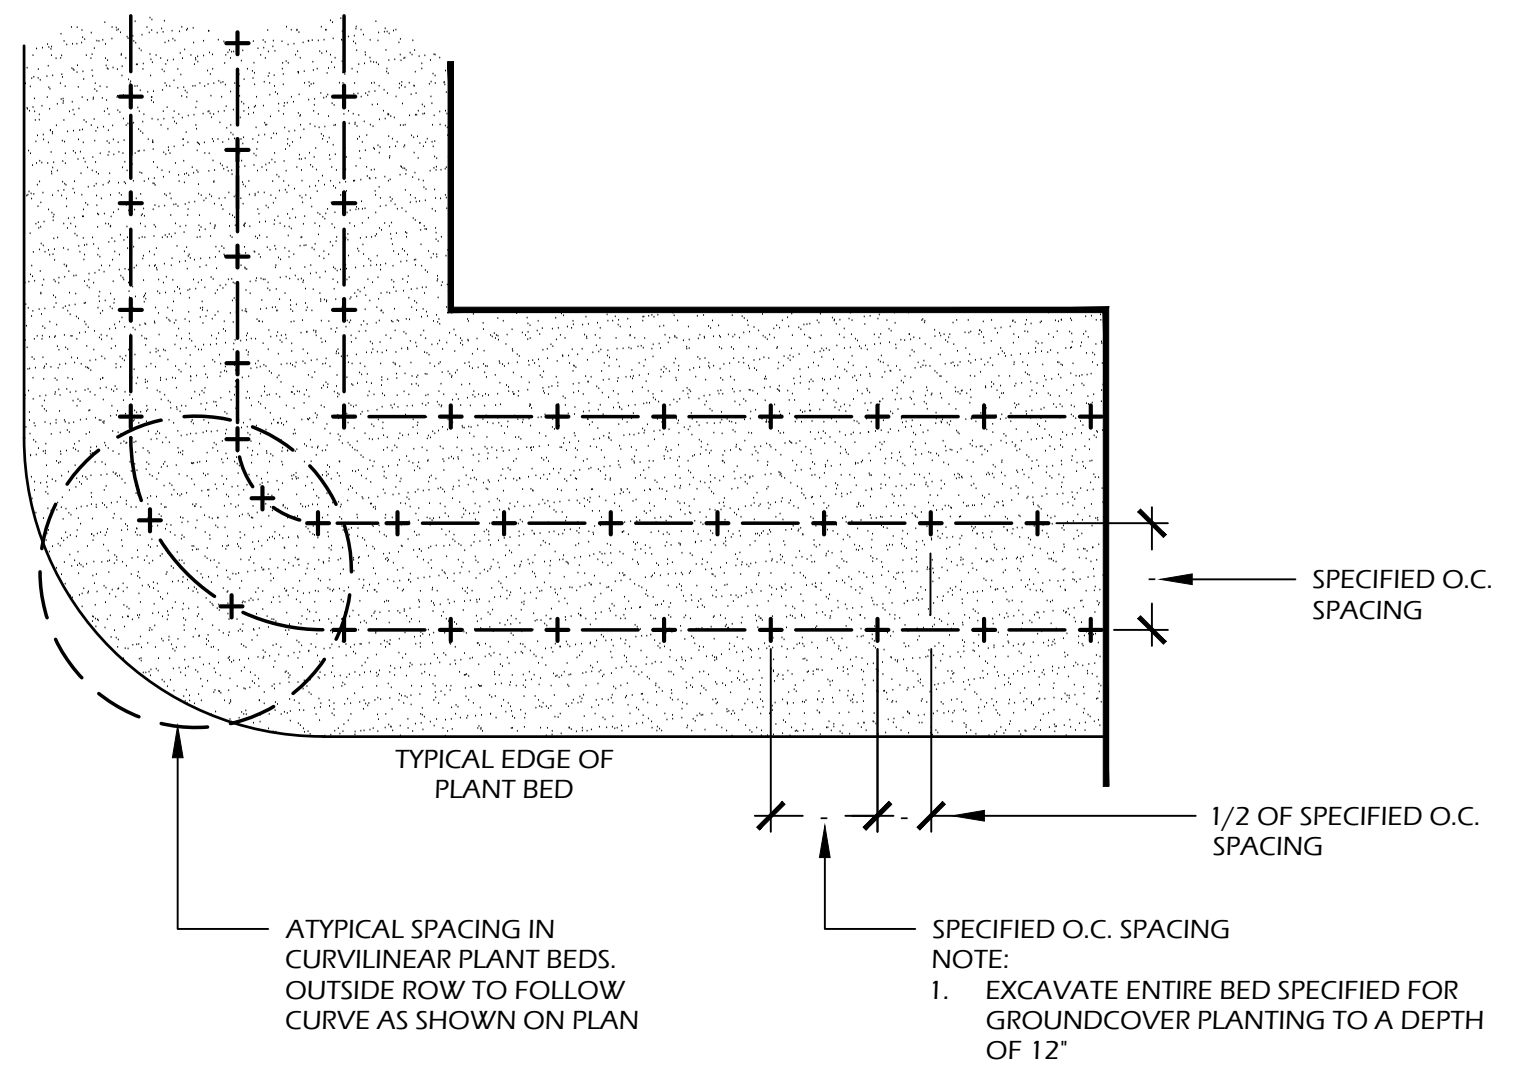 SPECIFIED O.C.
SPACING
TYPICAL EDGE OF
PLANT BED
1/2 OF SPECIFIED O.C.
SPACING
ATYPICAL SPACING IN
CURVILINEAR PLANT BEDS.
OUTSIDE ROW TO FOLLOW
CURVE AS SHOWN ON PLAN
SPECIFIED O.C. SPACING
NOTE:
1. EXCAVATE ENTIRE BED SPECIFIED FOR
GROUNDCOVER PLANTING TO A DEPTH
OF 12"